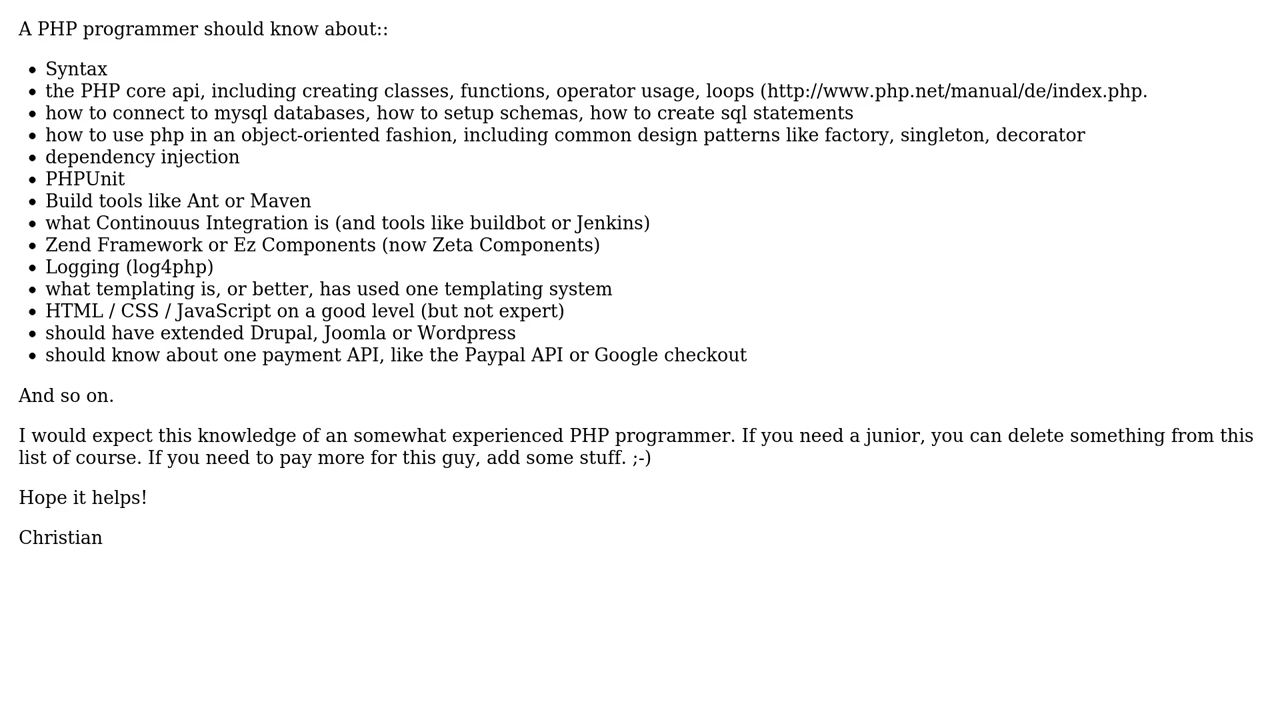 A PHP programmer should know about::
• Syntax
• the PHP core api, including creating classes, functions, operator usage, loops (http://www.php.net/manual/de/index.php.
• how to connect to mysql databases, how to setup schemas, how to create sql statements
• how to use php in an object-oriented fashion, including common design patterns like factory, singleton, decorator
• dependency injection
• PHPUnit
• Build tools like Ant or Maven
• what Continouus Integration is (and tools like buildbot or Jenkins)
• Zend Framework or Ez Components (now Zeta Components)
• Logging (log4php)
• what templating is, or better, has used one templating system
• HTML / CSS / JavaScript on a good level (but not expert)
• should have extended Drupal, Joomla or Wordpress
• should know about one payment API, like the Paypal API or Google checkout
And so on.
I would expect this knowledge of an somewhat experienced PHP programmer. If you need a junior, you can delete something from this
list of course. If you need to pay more for this guy, add some stuff. ;-)
Hope it helps!
Christian